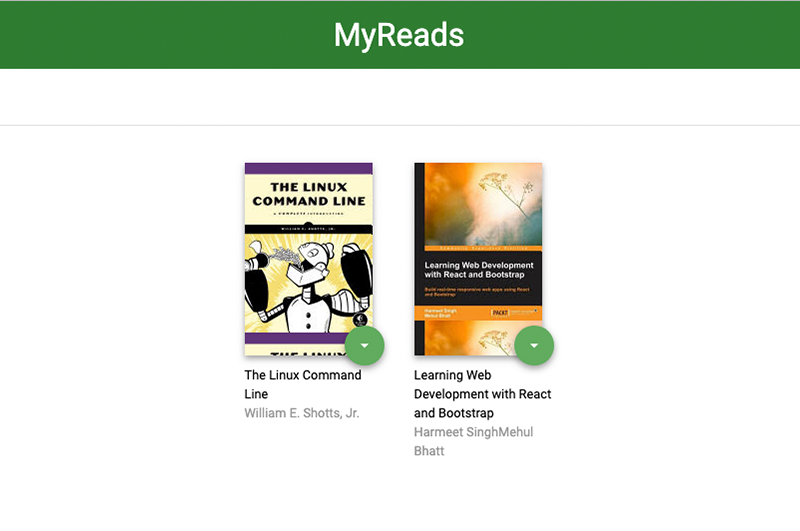 MyReads
THE LINUX
COMMAND LINE
A COMPLETE INTRODUCTION
WILLIAM E. SHOTTS, JR.
THE LINUX
The Linux Command
Line
William E. Shotts, Jr.
Learning Web Development
with React and Bootstrap
Build real-time responsive web apps using React
and Bootstrap
Harmeet Singh
Mehul Bhatt
PACKT
Learning Web
Development with React
and Bootstrap
Harmeet SinghMehul
Bhatt